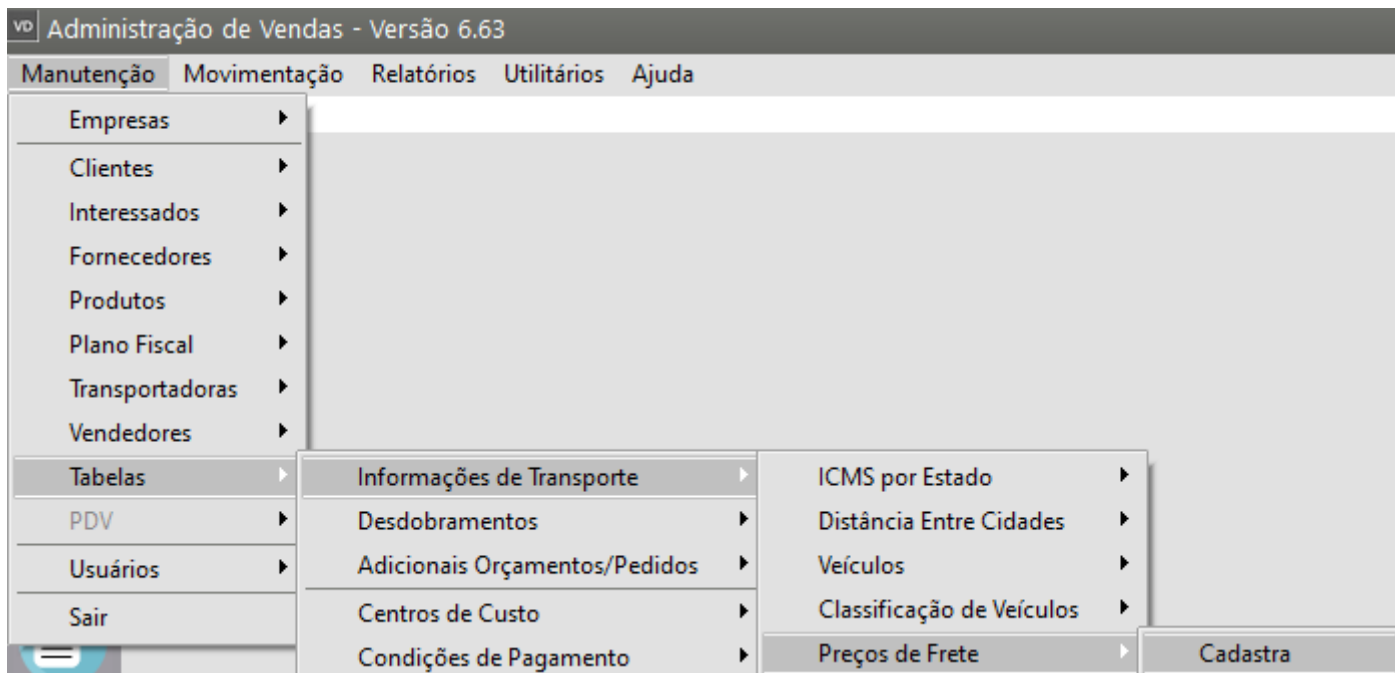 VD Administração de Vendas - Versão 6.63
Manutenção Movimentação Relatórios Utilitários Ajuda
Empresas
Clientes
Interessados
Fornecedores
Produtos
Plano Fiscal
Transportadoras
Vendedores
Tabelas
PDV
Usuários
Sair
Informações de Transporte
Desdobramentos
Adicionais Orçamentos/Pedidos
Centros de Custo
Condições de Pagamento
ICMS por Estado
Distância Entre Cidades
Veículos
Classificação de Veículos
Preços de Frete
Cadastra